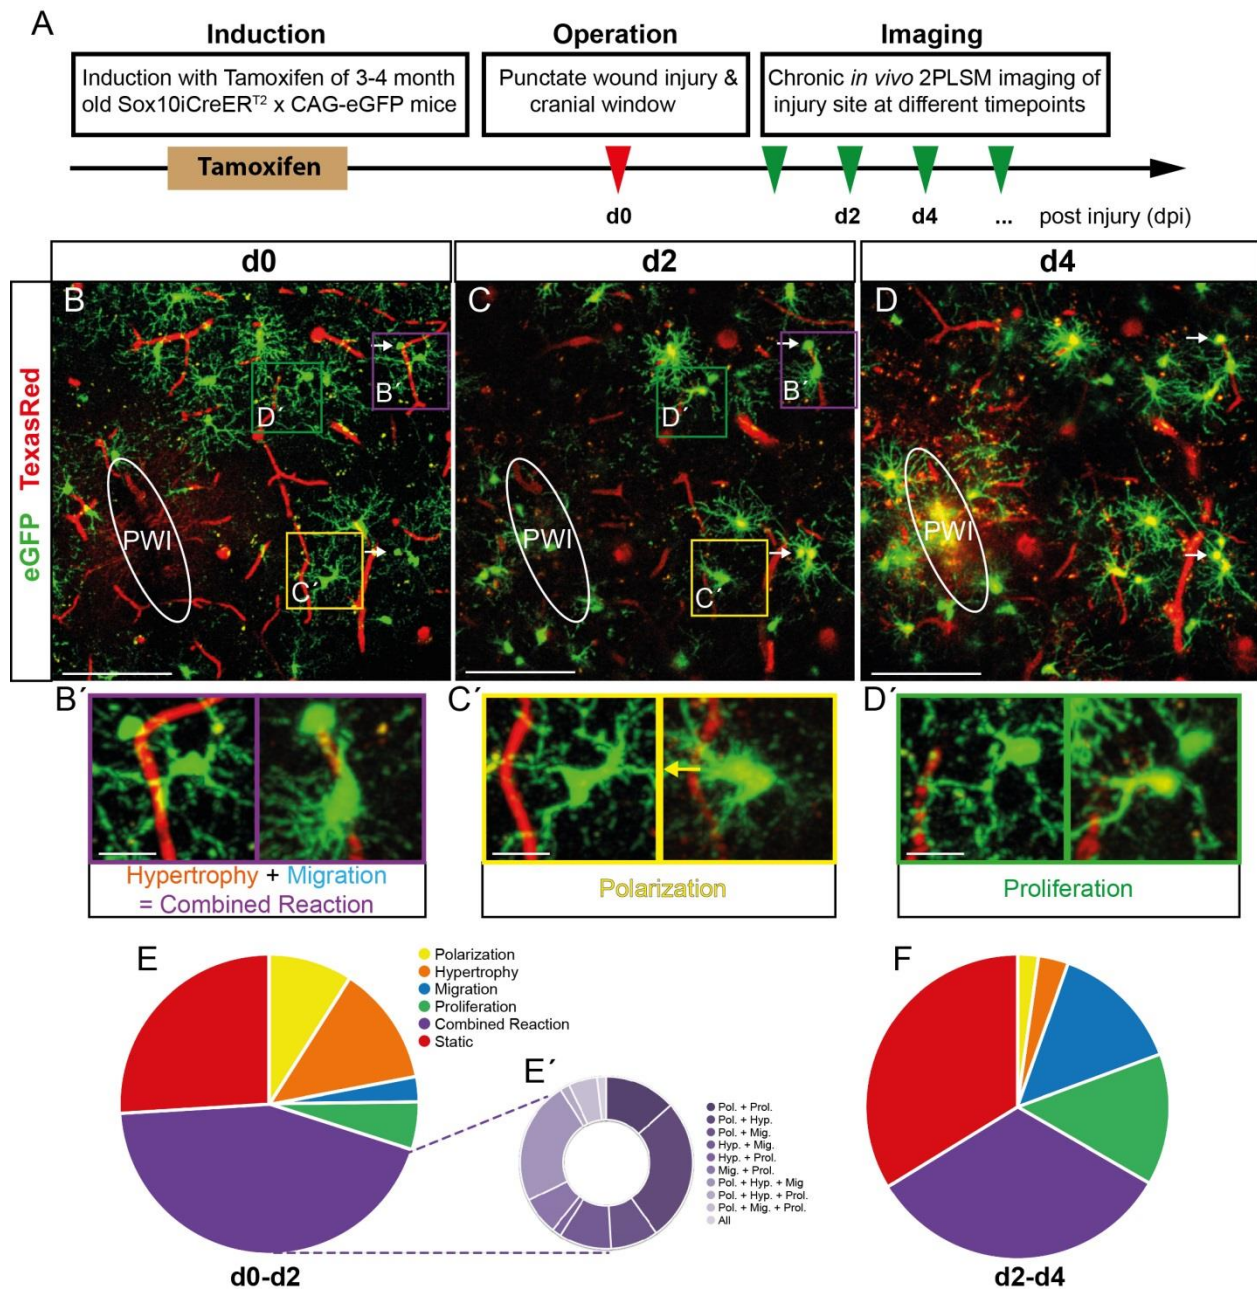 A
Induction
Operation
Imaging
Induction with Tamoxifen of 3-4 month
old Sox10iCreERT2 x CAG-eGFP mice
Punctate wound injury &
cranial window
Chronic in vivo 2PLSM imaging of
injury site at different timepoints
Tamoxifen
d0
d2
d4
...
post injury (dpi)
d0
d2
d4
eGFP TexasRed
B
B´
D´
PWI
C´
C
B´
D´
PWI
C´
D
PWI
B´
Hypertrophy + Migration
= Combined Reaction
C´
Polarization
D´
Proliferation
E
Polarization
Hypertrophy
Migration
Proliferation
Combined Reaction
Static
d0-d2
E´
Pol. + Prol.
Pol. + Hyp.
Pol. + Mig.
Hyp. + Mig.
Hyp. + Prol.
Mig. + Prol.
Pol. + Hyp. + Mig
Pol. + Hyp. + Prol.
Pol. + Mig. + Prol.
All
F
d2-d4